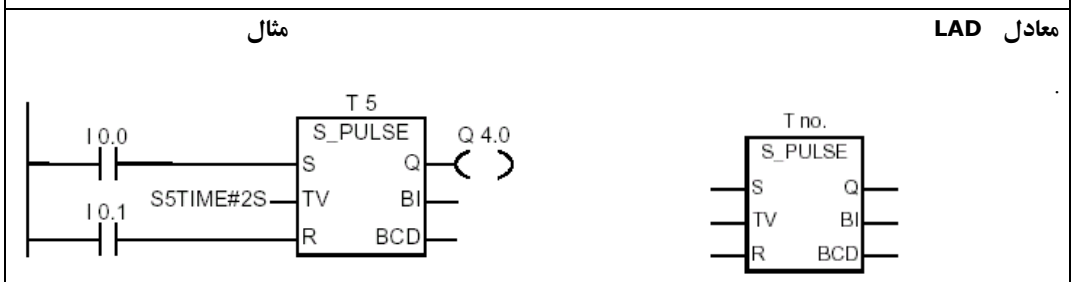 معادل LAD
مثال
.
T 5
S_PULSE
I 0.0
S
Q
Q 4.0
S5TIME#2S
TV
BI
I 0.1
R
BCD
T no.
S_PULSE
S
Q
TV
BI
R
BCD